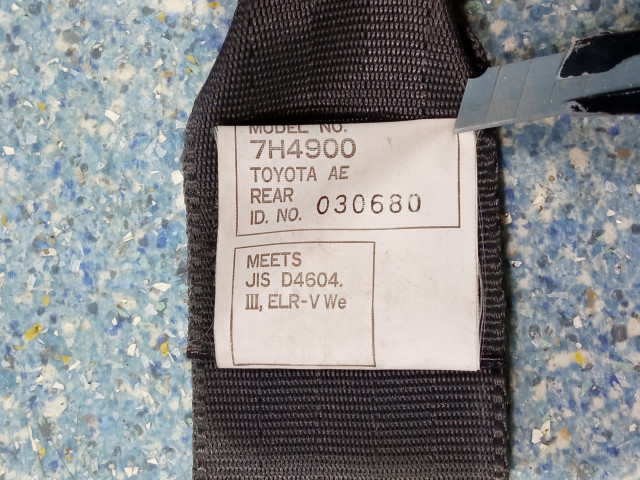 MODEL NO.
7H4900
TOYOTA AE
REAR
ID. NO. 030680
MEETS
JIS D4604.
III, ELR-V We